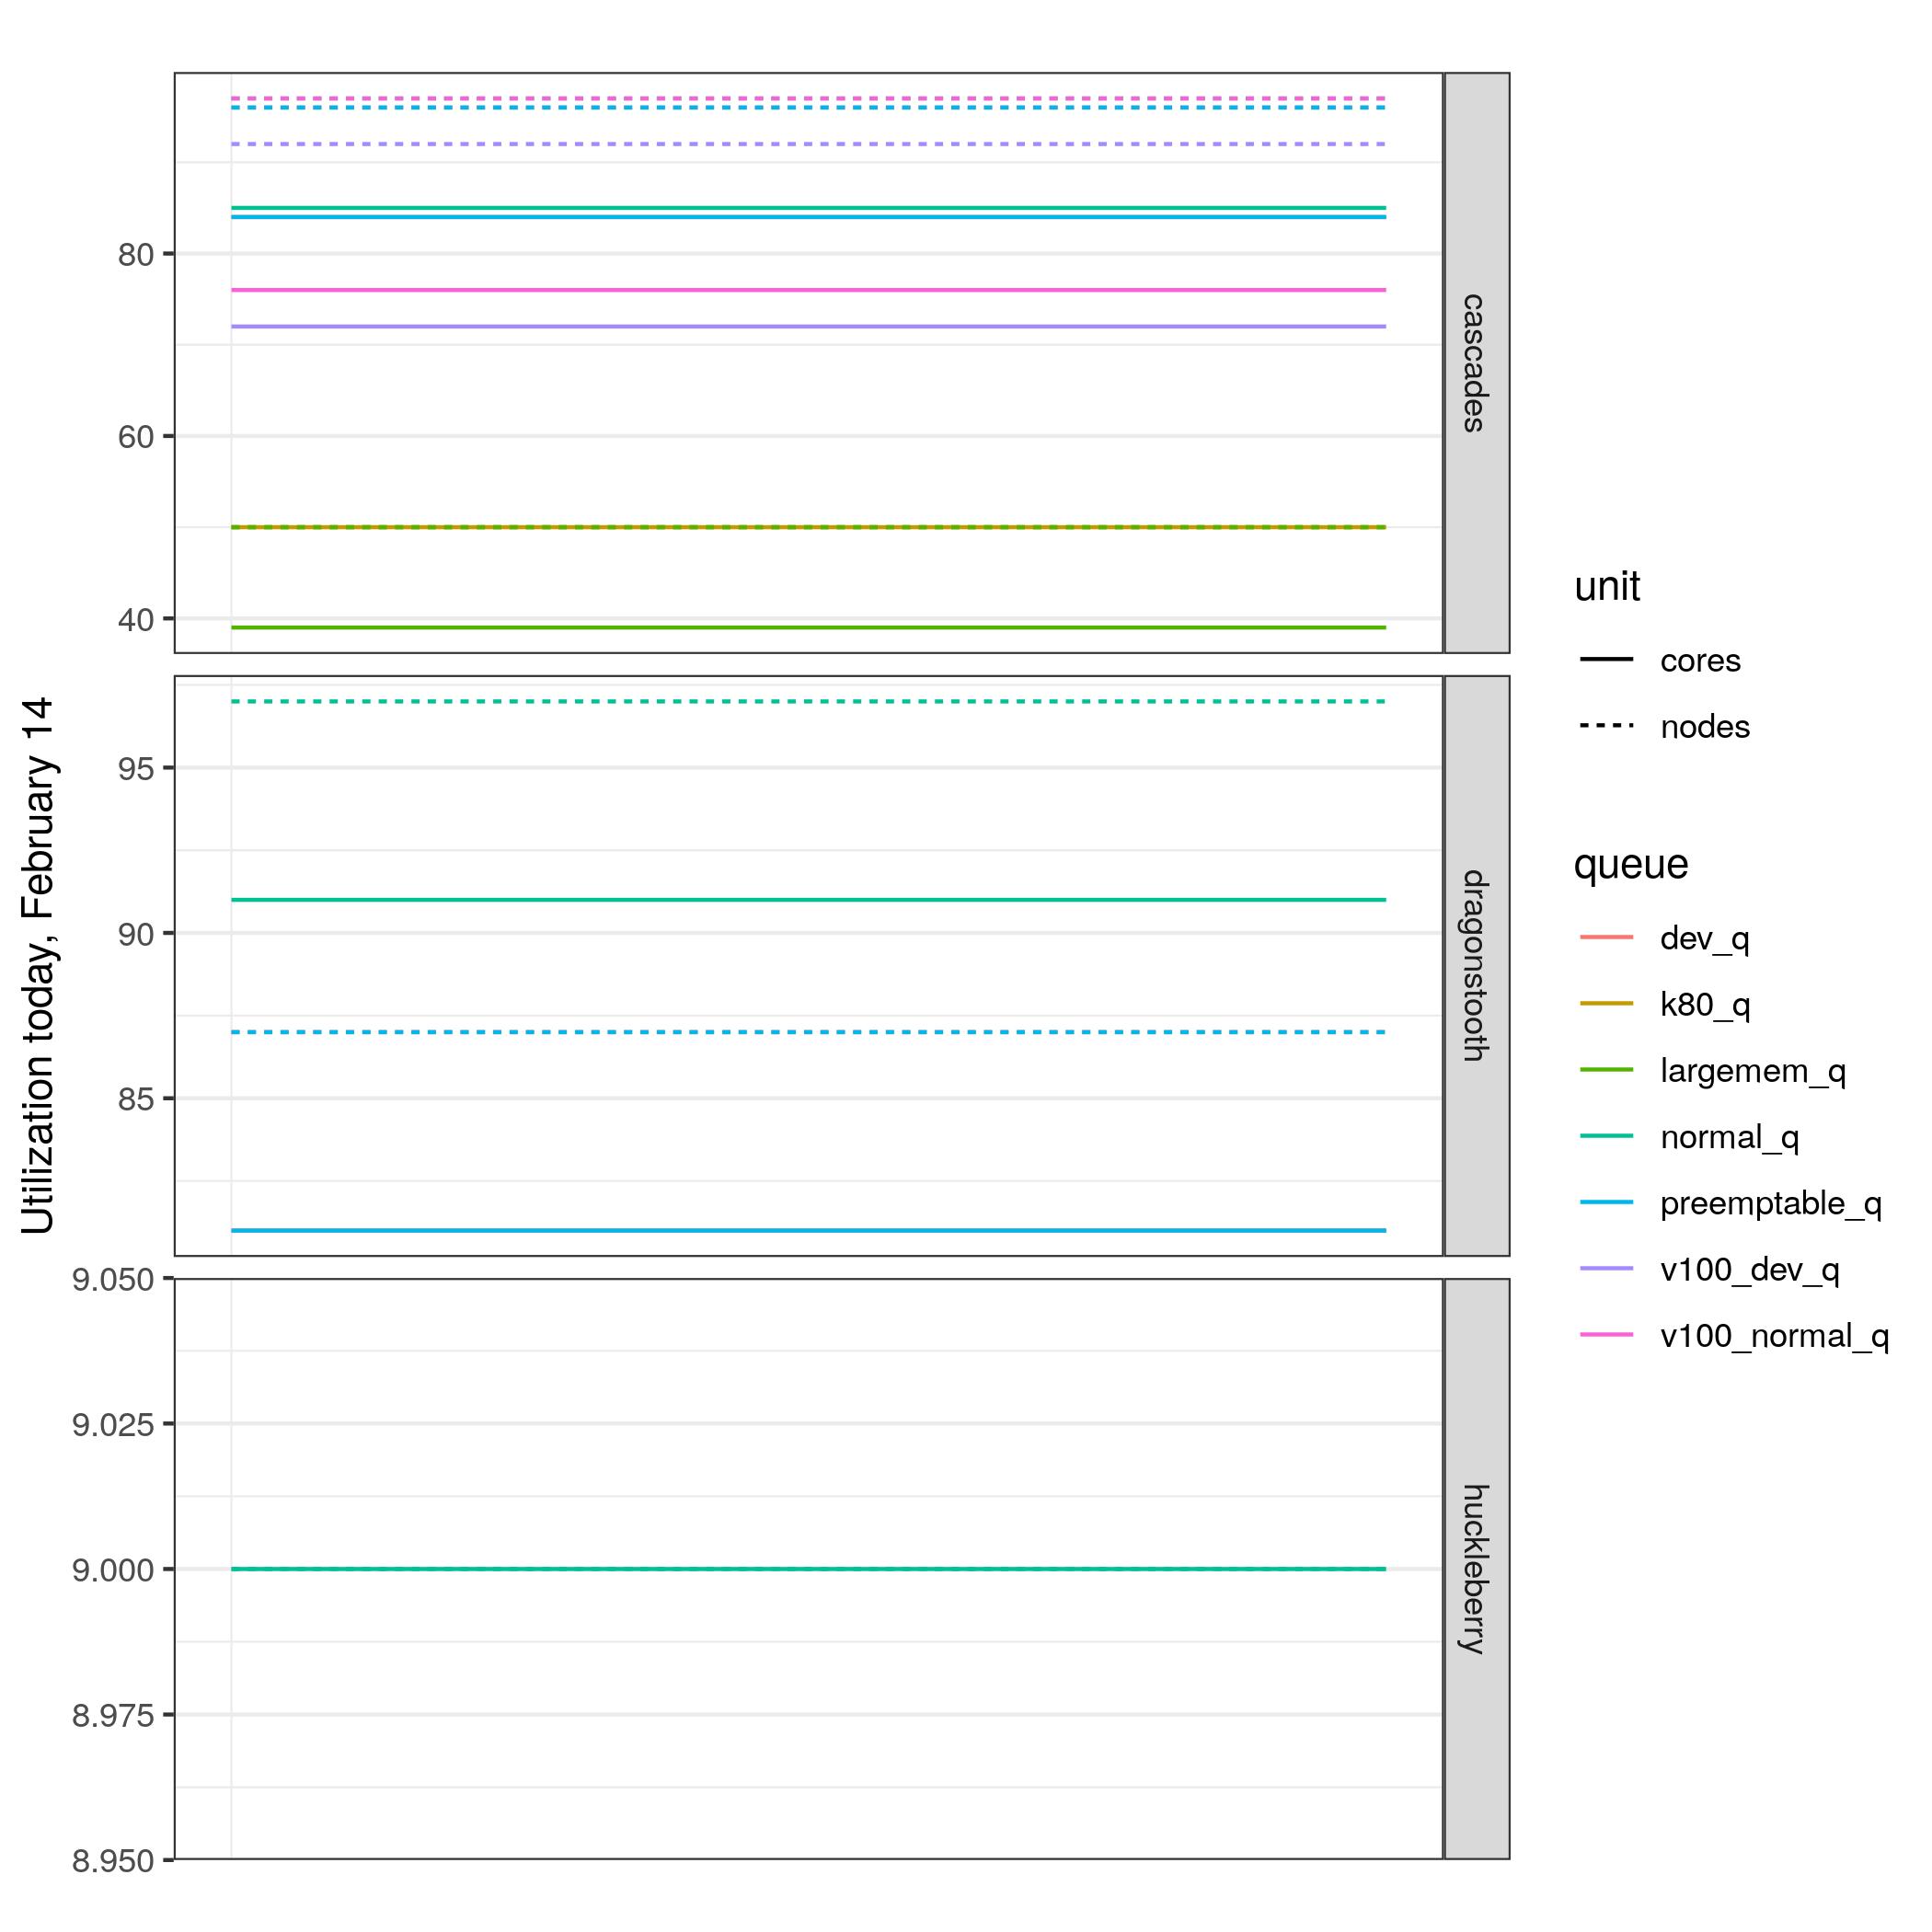 Utilization today, February 14
80
60
40
cascades
95
90
85
dragonstooth
9.050
9.025
9.000
8.975
8.950
huckleberry
unit
cores
nodes
queue
dev_q
k80_q
largemem_q
normal_q
preemptable_q
v100_dev_q
v100_normal_q